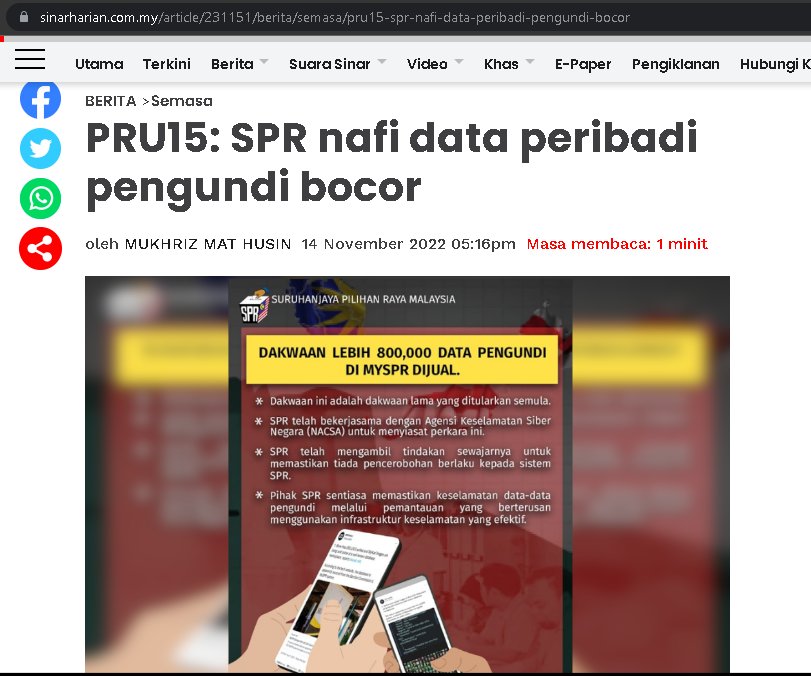 sinarharian.com.my/article/231151/berita/semasa/pru15-spr-nafi-data-peribadi-pengundi-bocor
Utama Terkini Berita Suara Sinar Video Khas E-Paper Pengiklanan Hubungi K
BERITA >Semasa
PRU15: SPR nafi data peribadi
pengundi bocor
oleh MUKHRIZ MAT HUSIN 14 November 2022 05:16pm Masa membaca: 1 minit
SURUHANJAYA PILIHAN RAYA MALAYSIA
SPR
DAKWAAN LEBIH 800,000 DATA PENGUNDI
DI MYSPR DIJUAL.
* Dakwaan ini adalah dakwaan lama yang ditularkan semula.
* SPR telah bekerjasama dengan Agensi Keselamatan Siber
Negara (NACSA) untuk menyiasat perkara ini.
* SPR telah mengambil tindakan sewajarnya untuk
memastikan tiada pencerobohan berlaku kepada sistem
SPR.
* Pihak SPR sentiasa memastikan keselamatan data-data
pengundi melalui pemantauan yang berterusan
menggunakan infrastruktur keselamatan yang efektif.